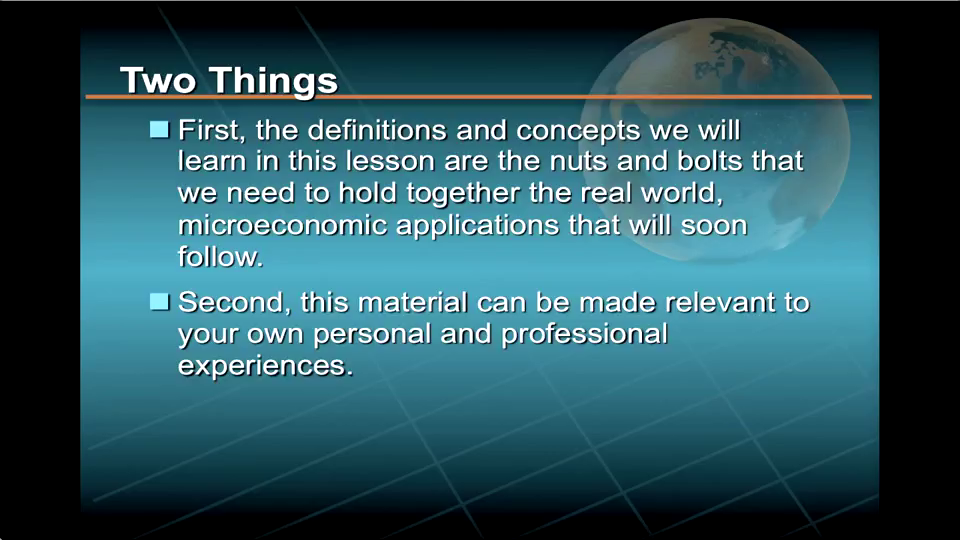 Two Things
First, the definitions and concepts we will
learn in this lesson are the nuts and bolts that
we need to hold together the real world,
microeconomic applications that will soon
follow.
Second, this material can be made relevant to
your own personal and professional
experiences.